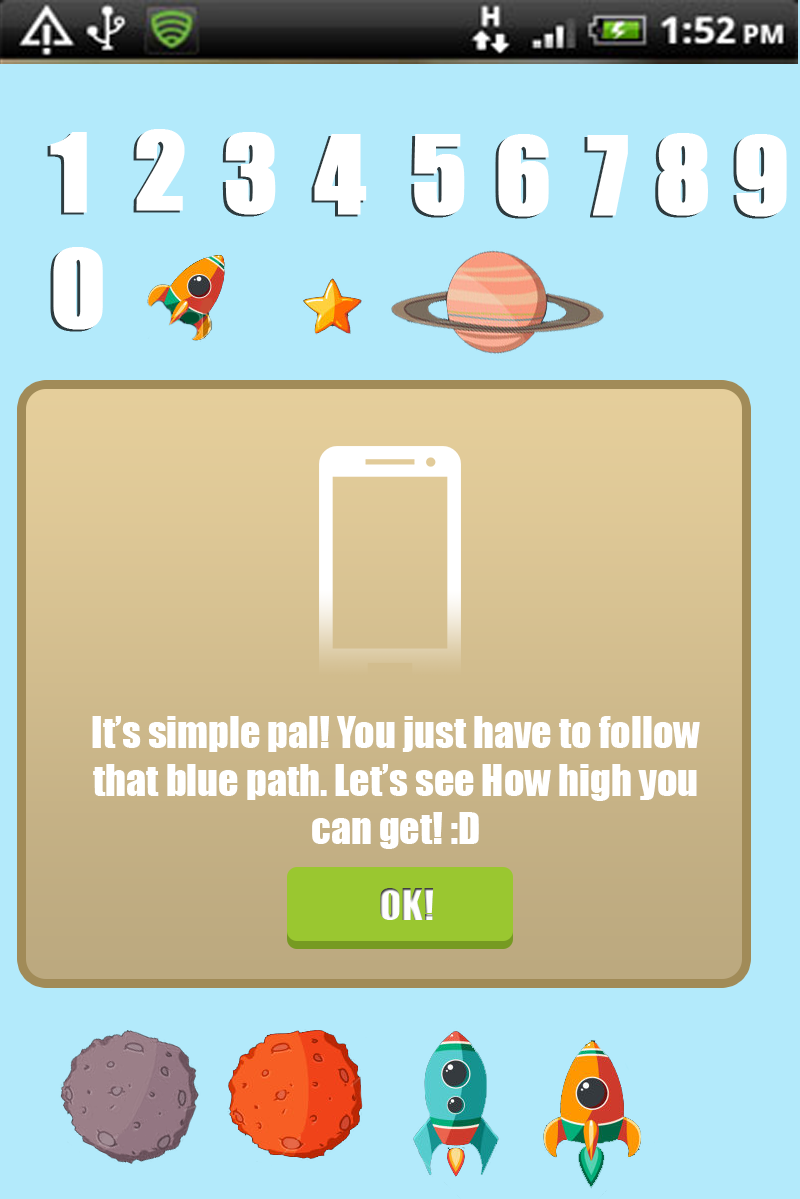 H
1:52 PM
1 2 3 4 5 6 7 8 9
0
It's simple pal! You just have to follow
that blue path. Let's see How high you
can get! :D
OK!